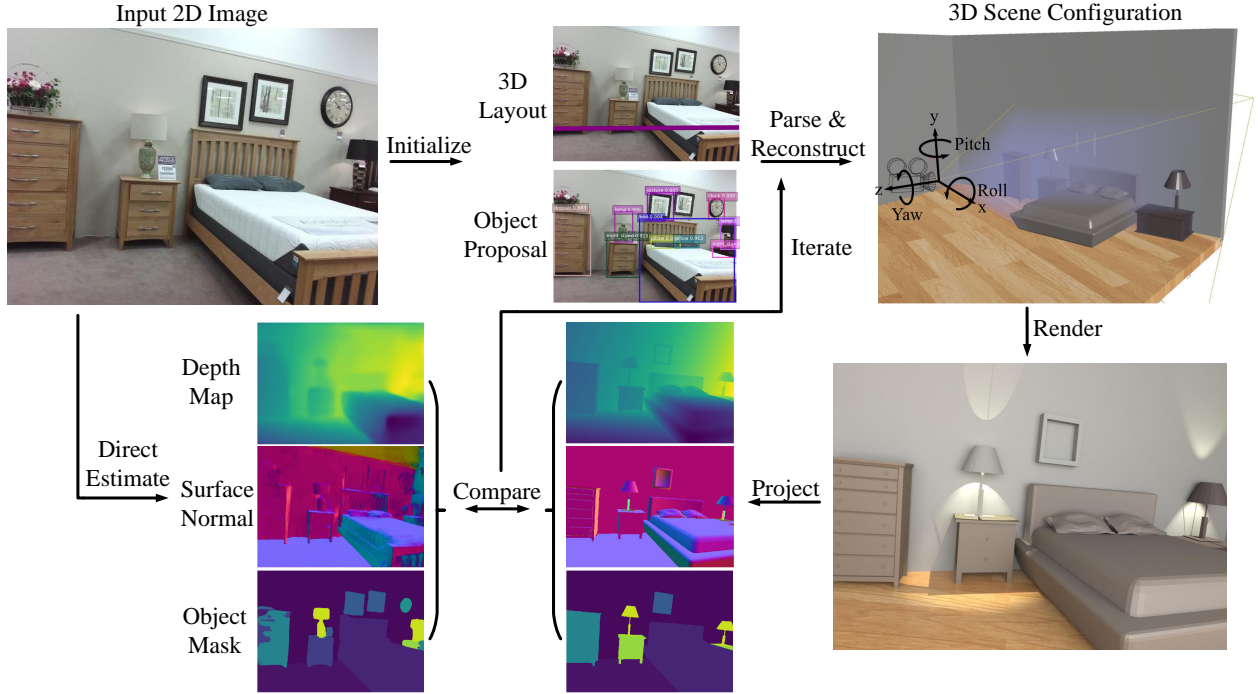 Input 2D Image
3D Scene Configuration
3D
Layout
Initialize
Parse &
Reconstruct
y
Pitch
z
Roll
x
Yaw
Object
Proposal
Iterate
Render
Depth
Map
Direct
Estimate
Surface
Normal
Compare
Project
Object
Mask